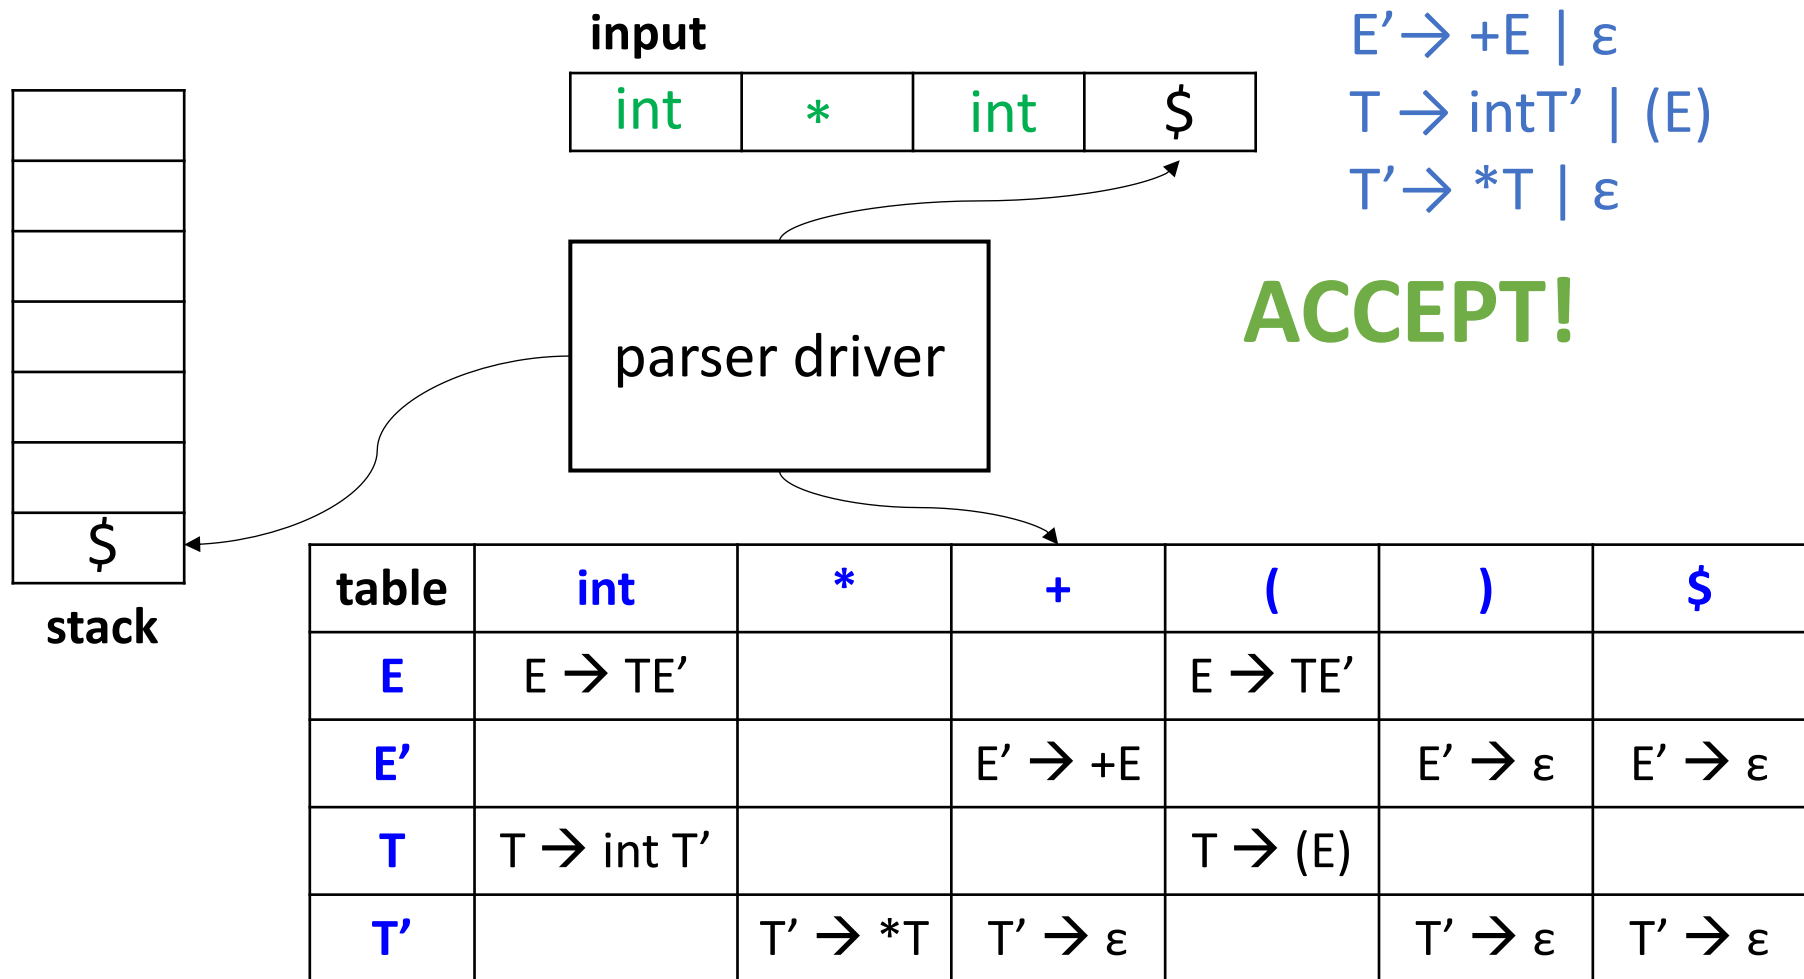 input
int * int $
E’→ +E | ε
T → intT’ | (E)
T’→ *T | ε
ACCEPT!
parser driver
$
stack
table int * + ( ) $
E E → TE’ E → TE’
E’ E’ → +E E’ → ε E’ → ε
T T → int T’ T → (E)
T’ T’ → *T T’ → ε T’ → ε T’ → ε